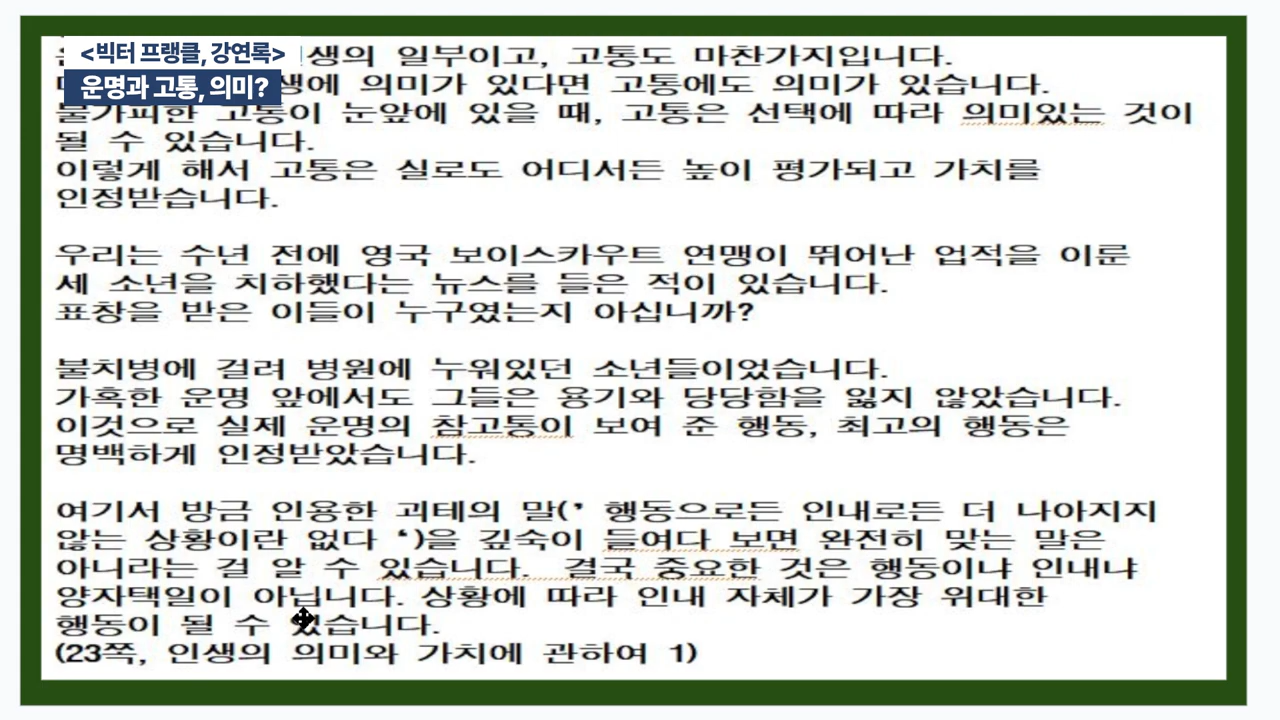 <빅터 프랭클, 강연록>
운명과 고통, 의미?
생의 일부이고, 고통도 마찬가지입니다.
생에 의미가 있다면 고통에도 의미가 있습니다.
불가피한 고통이 눈앞에 있을 때, 고통은 선택에 따라 의미있는 것이
될 수 있습니다.
이렇게 해서 고통은 실로도 어디서든 높이 평가되고 가치를
인정받습니다.
우리는 수년 전에 영국 보이스카우트 연맹이 뛰어난 업적을 이룬
세 소년을 치하했다는 뉴스를 들은 적이 있습니다.
표창을 받은 이들이 누구였는지 아십니까?
불치병에 걸려 병원에 누워있던 소년들이었습니다.
가혹한 운명 앞에서도 그들은 용기와 당당함을 잃지 않았습니다.
이것으로 실제 운명의 참고통이 보여 준 행동, 최고의 행동은
명백하게 인정받았습니다.
여기서 방금 인용한 괴테의 말(’ 행동으로든 인내로든 더 나아지지
않는 상황이란 없다 ‘)을 깊숙이 들여다 보면 완전히 맞는 말은
아니라는 걸 알 수 있습니다. 결국 중요한 것은 행동이냐 인내냐
양자택일이 아닙니다. 상황에 따라 인내 자체가 가장 위대한
행동이 될 수 있습니다.
(23쪽, 인생의 의미와 가치에 관하여 1)